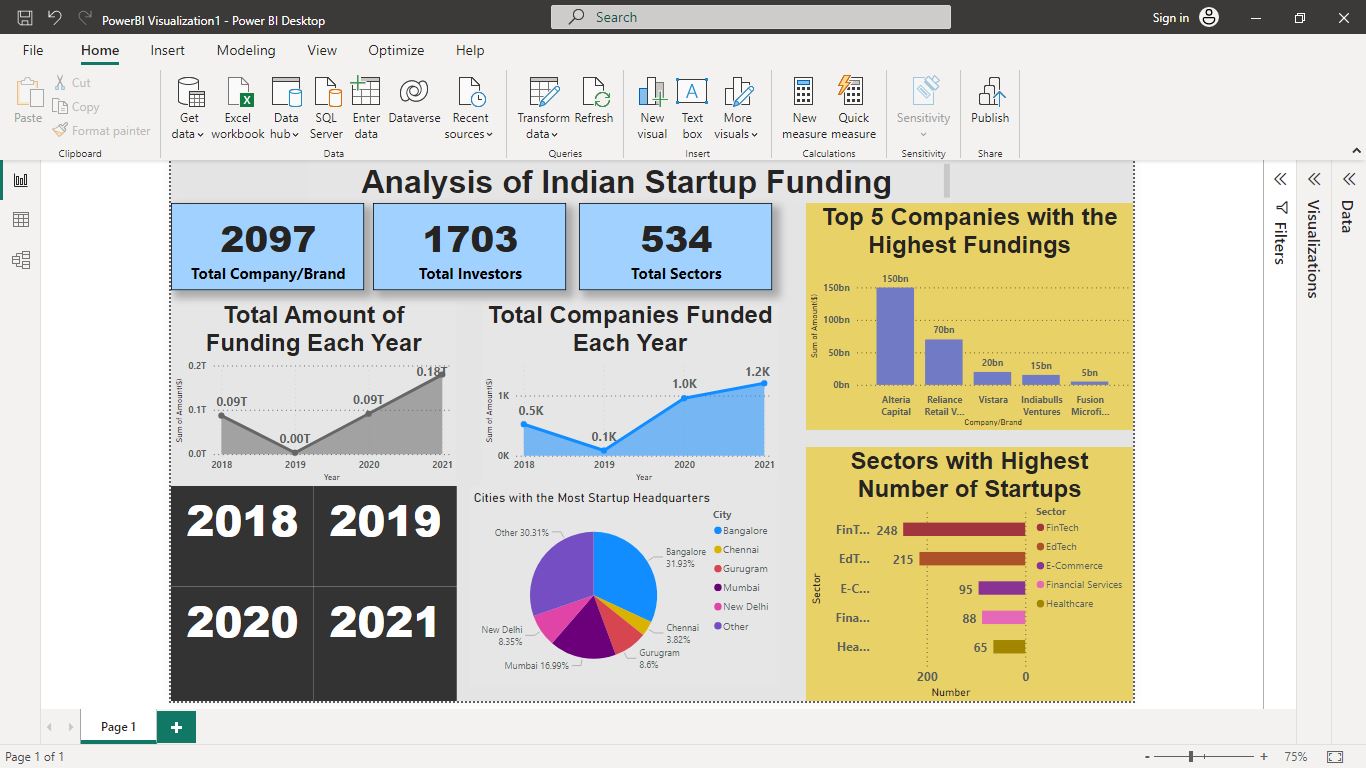 PowerBI Visualization1 - Power BI Desktop
Search
Sign in
File Home Insert Modeling View Optimize Help
Paste
Cut
Copy
Format painter
Clipboard
Get data
Excel workbook
Data hub
SQL Server
Enter data
Dataverse
Recent sources
Data
Transform data
Refresh
Queries
New visual
Text box
More visuals
Insert
New measure
Quick measure
Calculations
Sensitivity
Sensitivity
Publish
Share
Analysis of Indian Startup Funding
2097
Total Company/Brand
1703
Total Investors
534
Total Sectors
Total Amount of
Funding Each Year
Sum of Amount($)
0.2T
0.1T
0.0T
0.09T
0.00T
0.09T
0.18T
2018 2019 2020 2021
Year
Total Companies Funded
Each Year
Sum of Amount($)
1K
0K
0.5K
0.1K
1.0K
1.2K
2018 2019 2020 2021
Year
Top 5 Companies with the
Highest Fundings
Sum of Amount($)
150bn
100bn
50bn
0bn
150bn
70bn
20bn
15bn
5bn
Alteria Capital
Reliance Retail V...
Vistara
Indiabulls Ventures
Fusion Microfi...
Company/Brand
2018 2019
2020 2021
Cities with the Most Startup Headquarters
Other 30.31%
Bangalore
31.93%
Chennai
3.82%
Gurugram
8.6%
Mumbai 16.99%
New Delhi
8.35%
City
Bangalore
Chennai
Gurugram
Mumbai
New Delhi
Other
Sectors with Highest
Number of Startups
Sector
FinT... 248
EdT... 215
E-C... 95
Fina... 88
Hea... 65
200 0
Number
Sector
FinTech
EdTech
E-Commerce
Financial Services
Healthcare
Filters
Visualizations
Data
Page 1
Page 1 of 1
75%